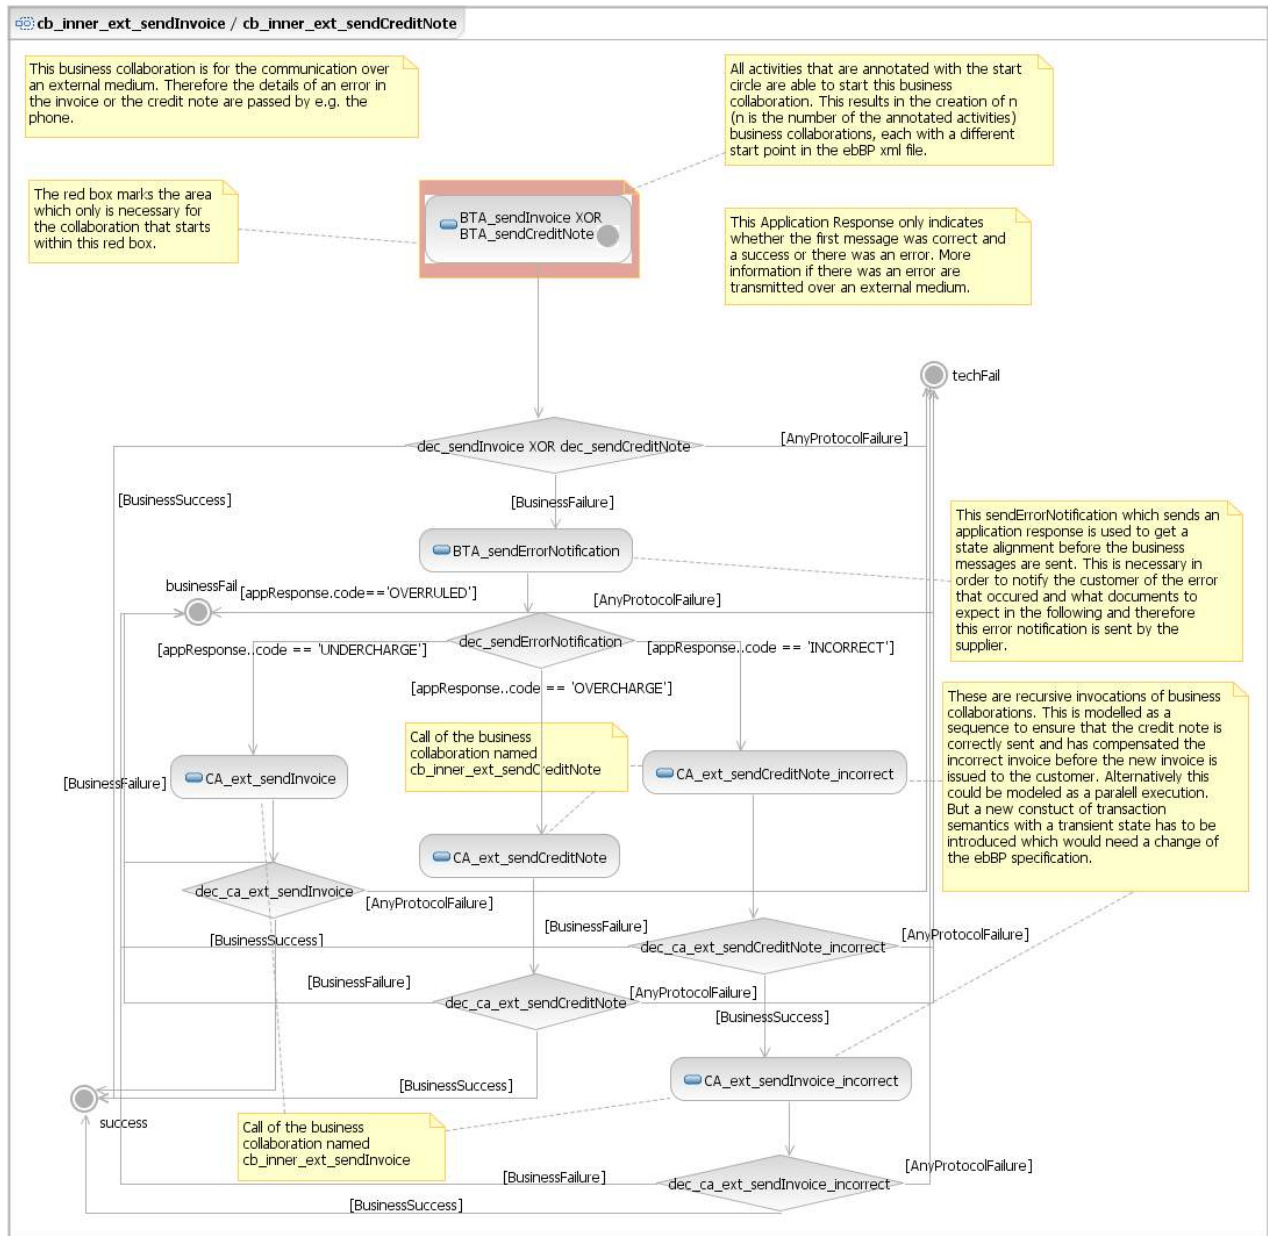 cb_inner_ext_sendInvoice / cb_inner_ext_sendCreditNote
This business collaboration is for the communication over
an external medium. Therefore the details of an error in
the invoice or the credit note are passed by e.g. the
phone.
All activities that are annotated with the start
circle are able to start this business
collaboration. This results in the creation of n
(n is the number of the annotated activities)
business collaborations, each with a different
start point in the ebBP xml file.
The red box marks the area
which only is necessary for
the collaboration that starts
within this red box.
BTA_sendInvoice XOR
BTA_sendCreditNote
This Application Response only indicates
whether the first message was correct and
a success or there was an error. More
information if there was an error are
transmitted over an external medium.
techFail
dec_sendInvoice XOR dec_sendCreditNote
[AnyProtocolFailure]
[BusinessSuccess]
[BusinessFailure]
This sendErrorNotification which sends an
application response is used to get a
state alignment before the business
messages are sent. This is necessary in
order to notify the customer of the error
that occured and what documents to
expect in the following and therefore
this error notification is sent by the
supplier.
BTA_sendErrorNotification
businessFail
[appResponse.code=='OVERRULED']
[AnyProtocolFailure]
dec_sendErrorNotification
[appResponse..code == 'UNDERCHARGE']
[appResponse..code == 'INCORRECT']
[appResponse..code == 'OVERCHARGE']
These are recursive invocations of business
collaborations. This is modelled as a
sequence to ensure that the credit note is
correctly sent and has compensated the
incorrect invoice before the new invoice is
issued to the customer. Alternatively this
could be modeled as a paralell execution.
But a new constuct of transaction
semantics with a transient state has to be
introduced which would need a change of
the ebBP specification.
Call of the business
collaboration named
cb_inner_ext_sendCreditNote
[BusinessFailure]
CA_ext_sendInvoice
CA_ext_sendCreditNote_incorrect
CA_ext_sendCreditNote
dec_ca_ext_sendInvoice
[AnyProtocolFailure]
[BusinessSuccess]
[BusinessFailure]
dec_ca_ext_sendCreditNote_incorrect
[AnyProtocolFailure]
[BusinessFailure]
dec_ca_ext_sendCreditNote
[AnyProtocolFailure]
[BusinessSuccess]
CA_ext_sendInvoice_incorrect
[BusinessSuccess]
success
Call of the business
collaboration named
cb_inner_ext_sendInvoice
[BusinessFailure]
dec_ca_ext_sendInvoice_incorrect
[AnyProtocolFailure]
[BusinessSuccess]